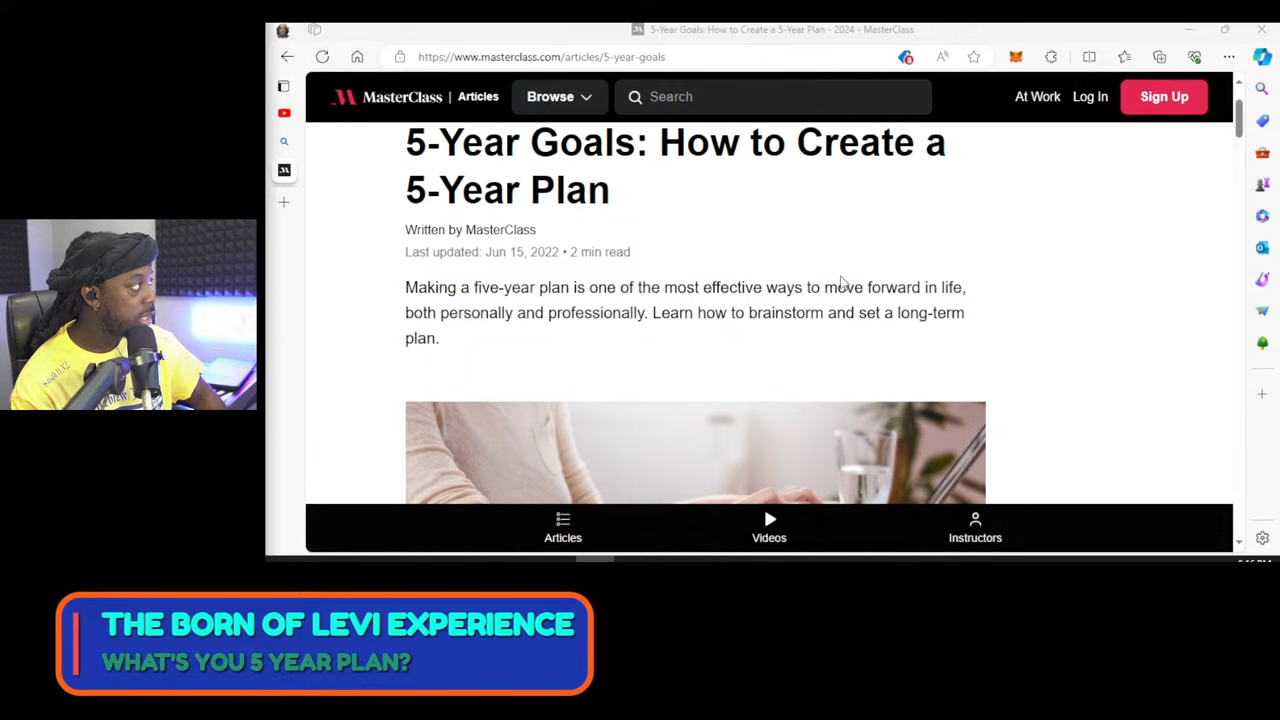 5-Year Goals: How to Create a 5-Year Plan - 2024 - MasterClass
https://www.masterclass.com/articles/5-year-goals
MasterClass | Articles
Browse
Search
At Work
Log In
Sign Up
5-Year Goals: How to Create a
5-Year Plan
Written by MasterClass
Last updated: Jun 15, 2022 • 2 min read
Making a five-year plan is one of the most effective ways to move forward in life,
both personally and professionally. Learn how to brainstorm and set a long-term
plan.
Articles
Videos
Instructors
THE BORN OF LEVI EXPERIENCE
WHAT'S YOU 5 YEAR PLAN?